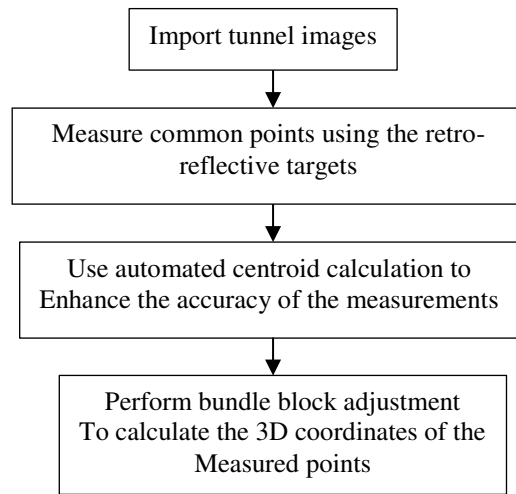 Import tunnel images
Measure common points using the retro-
reflective targets
Use automated centroid calculation to
Enhance the accuracy of the measurements
Perform bundle block adjustment
To calculate the 3D coordinates of the
Measured points